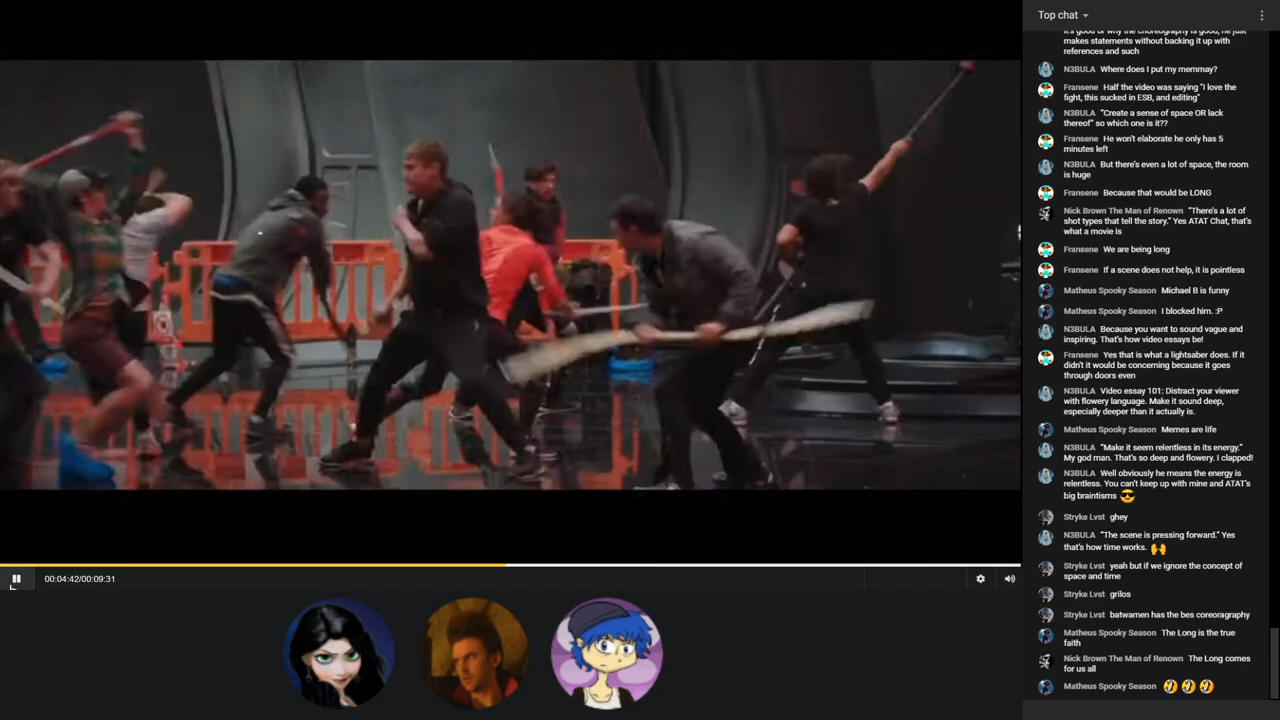 Top chat
it's good or why the choreography is good, he just
makes statements without backing it up with
references and such
N3BULA Where does I put my memmay?
Fransene Half the video was saying "I love the
fight, this sucked in ESB, and editing"
N3BULA "Create a sense of space OR lack
thereof" so which one is it??
Fransene He won't elaborate he only has 5
minutes left
N3BULA But there's even a lot of space, the room
is huge
Fransene Because that would be LONG
Nick Brown The Man of Renown "There's a lot of
shot types that tell the story." Yes ATAT Chat, that's
what a movie is
Fransene We are being long
Fransene If a scene does not help, it is pointless
Matheus Spooky Season Michael B is funny
Matheus Spooky Season I blocked him. :P
N3BULA Because you want to sound vague and
inspiring. That's how video essays be!
Fransene Yes that is what a lightsaber does. If it
didn't it would be concerning because it goes
through doors even
N3BULA Video essay 101: Distract your viewer
with flowery language. Make it sound deep,
especially deeper than it actually is.
Matheus Spooky Season Memes are life
N3BULA "Make it seem relentless in its energy."
My god man. That's so deep and flowery. I clapped!
N3BULA Well obviously he means the energy is
relentless. You can't keep up with mine and ATAT's
big braintisms 😎
Stryke Lvst ghey
N3BULA "The scene is pressing forward." Yes
that's how time works. 🙌
Stryke Lvst yeah but if we ignore the concept of
space and time
Stryke Lvst grilos
Stryke Lvst batwamen has the bes coreoragraphy
Matheus Spooky Season The Long is the true
faith
Nick Brown The Man of Renown The Long comes
for us all
Matheus Spooky Season 🤣🤣🤣
00:04:42/00:09:31